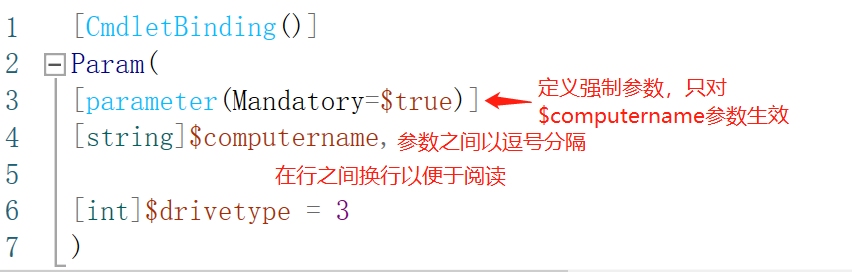 1 [CmdletBinding()]
2 Param(
3 [parameter(Mandatory=$true)] 定义强制参数，只对
$computername参数生效
4 [string]$computername, 参数之间以逗号分隔
5 在行之间换行以便于阅读
6 [int]$drivetype = 3
7 )